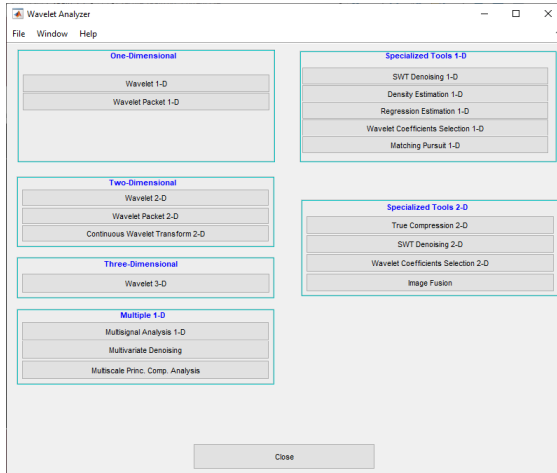 Wavelet Analyzer
File Window Help
One-Dimensional
Wavelet 1-D
Wavelet Packet 1-D
Two-Dimensional
Wavelet 2-D
Wavelet Packet 2-D
Continuous Wavelet Transform 2-D
Three-Dimensional
Wavelet 3-D
Multiple 1-D
Multisignal Analysis 1-D
Multivariate Denoising
Multiscale Princ. Comp. Analysis
Specialized Tools 1-D
SWT Denoising 1-D
Density Estimation 1-D
Regression Estimation 1-D
Wavelet Coefficients Selection 1-D
Matching Pursuit 1-D
Specialized Tools 2-D
True Compression 2-D
SWT Denoising 2-D
Wavelet Coefficients Selection 2-D
Image Fusion
Close